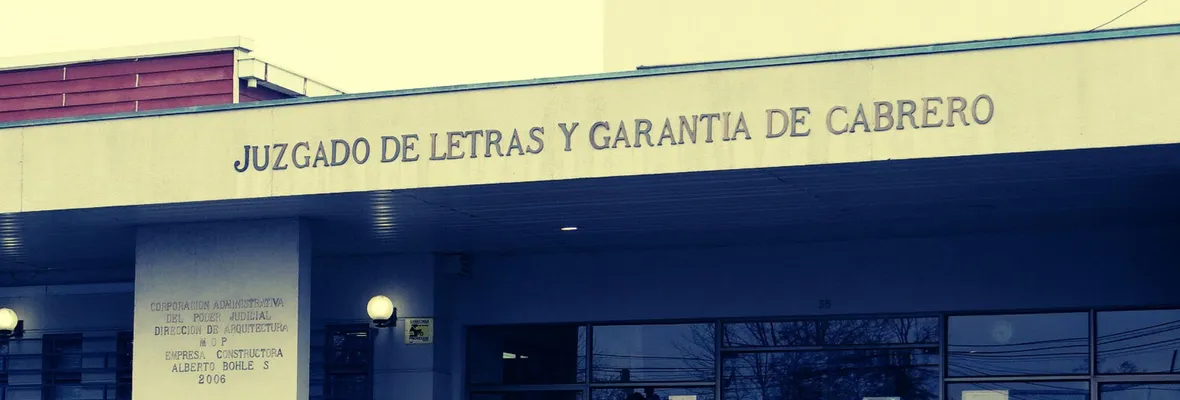 JUZGADO DE LETRAS Y GARANTIA DE CABRERO
CORPORACION ADMINISTRATIVA
DEL PODER JUDICIAL
DIRECCION DE ARQUITECTURA
M O P
EMPRESA CONSTRUCTORA
ALBERTO BOHLE S
2006